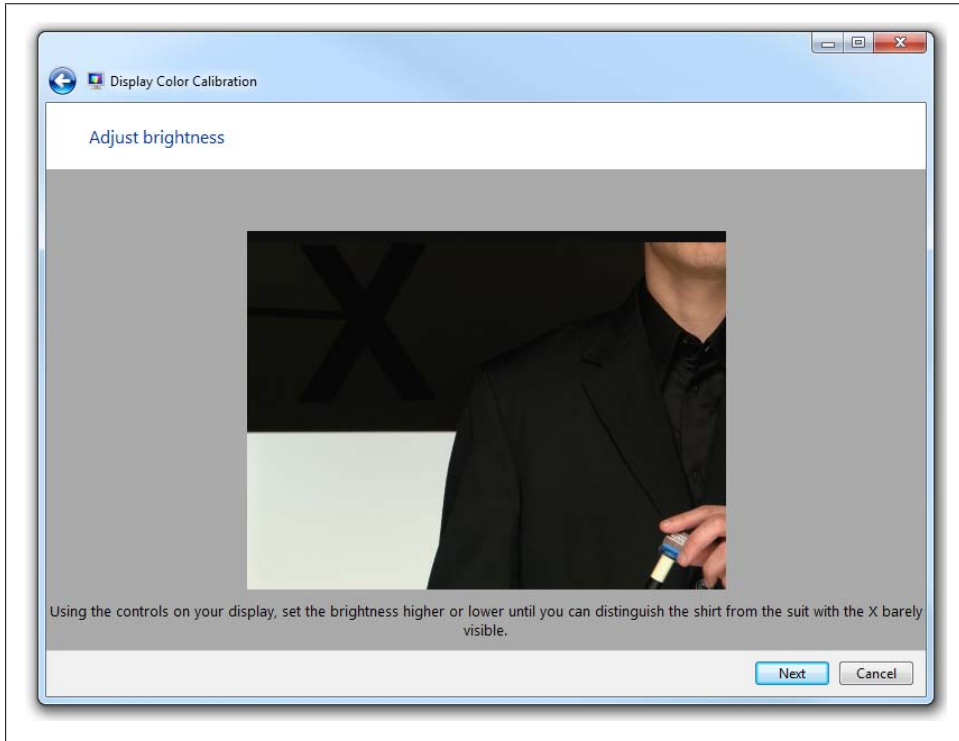 Display Color Calibration
Adjust brightness
X
Using the controls on your display, set the brightness higher or lower until you can distinguish the shirt from the suit with the X barely
visible.
Next Cancel